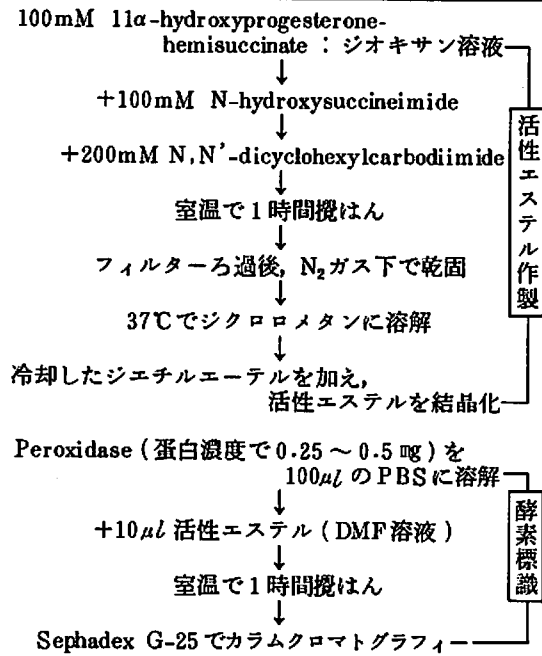 100mM 11α-hydroxyprogesterone-
hemisuccinate：ジオキサン溶液
↓
＋100mM N-hydroxysuccineimide
↓
＋200mM N,N'-dicyclohexylcarbodiimide
↓
室温で1時間攪はん
↓
フィルターろ過後，N₂ガス下で乾固
↓
37℃でジクロロメタンに溶解
↓
冷却したジエチルエーテルを加え，
活性エステルを結晶化
活性エステル作製
Peroxidase（蛋白濃度で0.25～0.5㎎）を
100μlのPBSに溶解
↓
＋10μl 活性エステル（DMF溶液）
↓
室温で1時間攪はん
↓
Sephadex G-25でカラムクロマトグラフィー
酵素標識